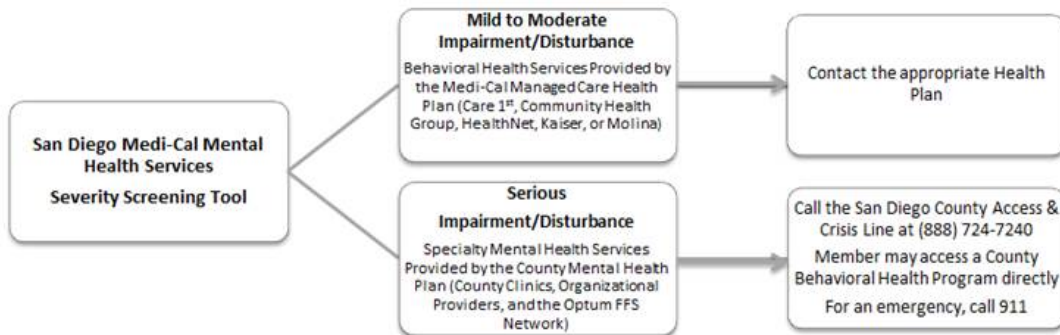 San Diego Medi-Cal Mental
Health Services
Severity Screening Tool
Mild to Moderate
Impairment/Disturbance
Behavioral Health Services Provided by
the Medi-Cal Managed Care Health
Plan (Care 1st, Community Health
Group, HealthNet, Kaiser, or Molina)
Contact the appropriate Health
Plan
Serious
Impairment/Disturbance
Specialty Mental Health Services
Provided by the County Mental Health
Plan (County Clinics, Organizational
Providers, and the Optum FFS
Network)
Call the San Diego County Access &
Crisis Line at (888) 724-7240
Member may access a County
Behavioral Health Program directly
For an emergency, call 911